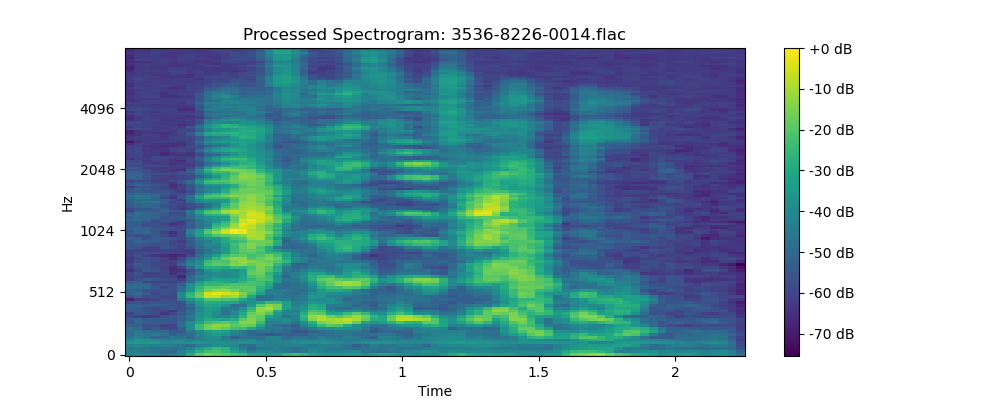 Processed Spectrogram: 3536-8226-0014.flac
+0 dB
-10 dB
-20 dB
-30 dB
-40 dB
-50 dB
-60 dB
-70 dB
Hz
4096
2048
1024
512
0
0 0.5 1 1.5 2
Time